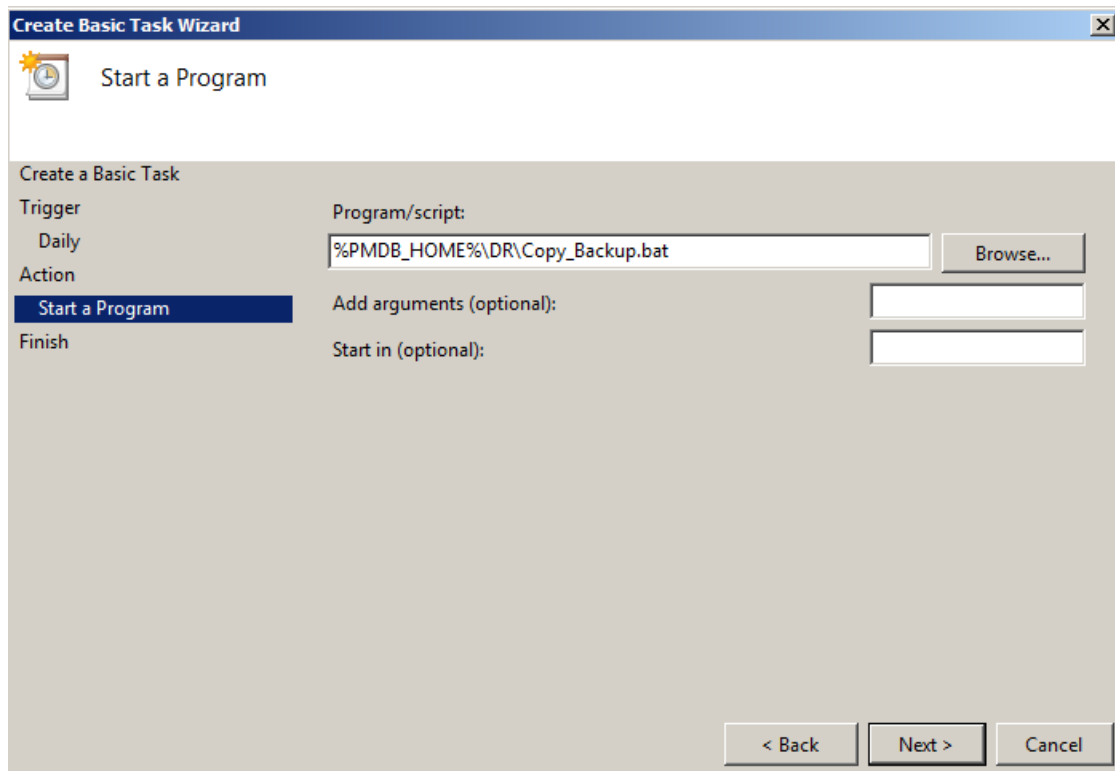 Create Basic Task Wizard
Start a Program
Create a Basic Task
Trigger
Daily
Action
Start a Program
Finish
Program/script:
%PMDB_HOME%\DR\Copy_Backup.bat
Browse...
Add arguments (optional):
Start in (optional):
< Back
Next >
Cancel